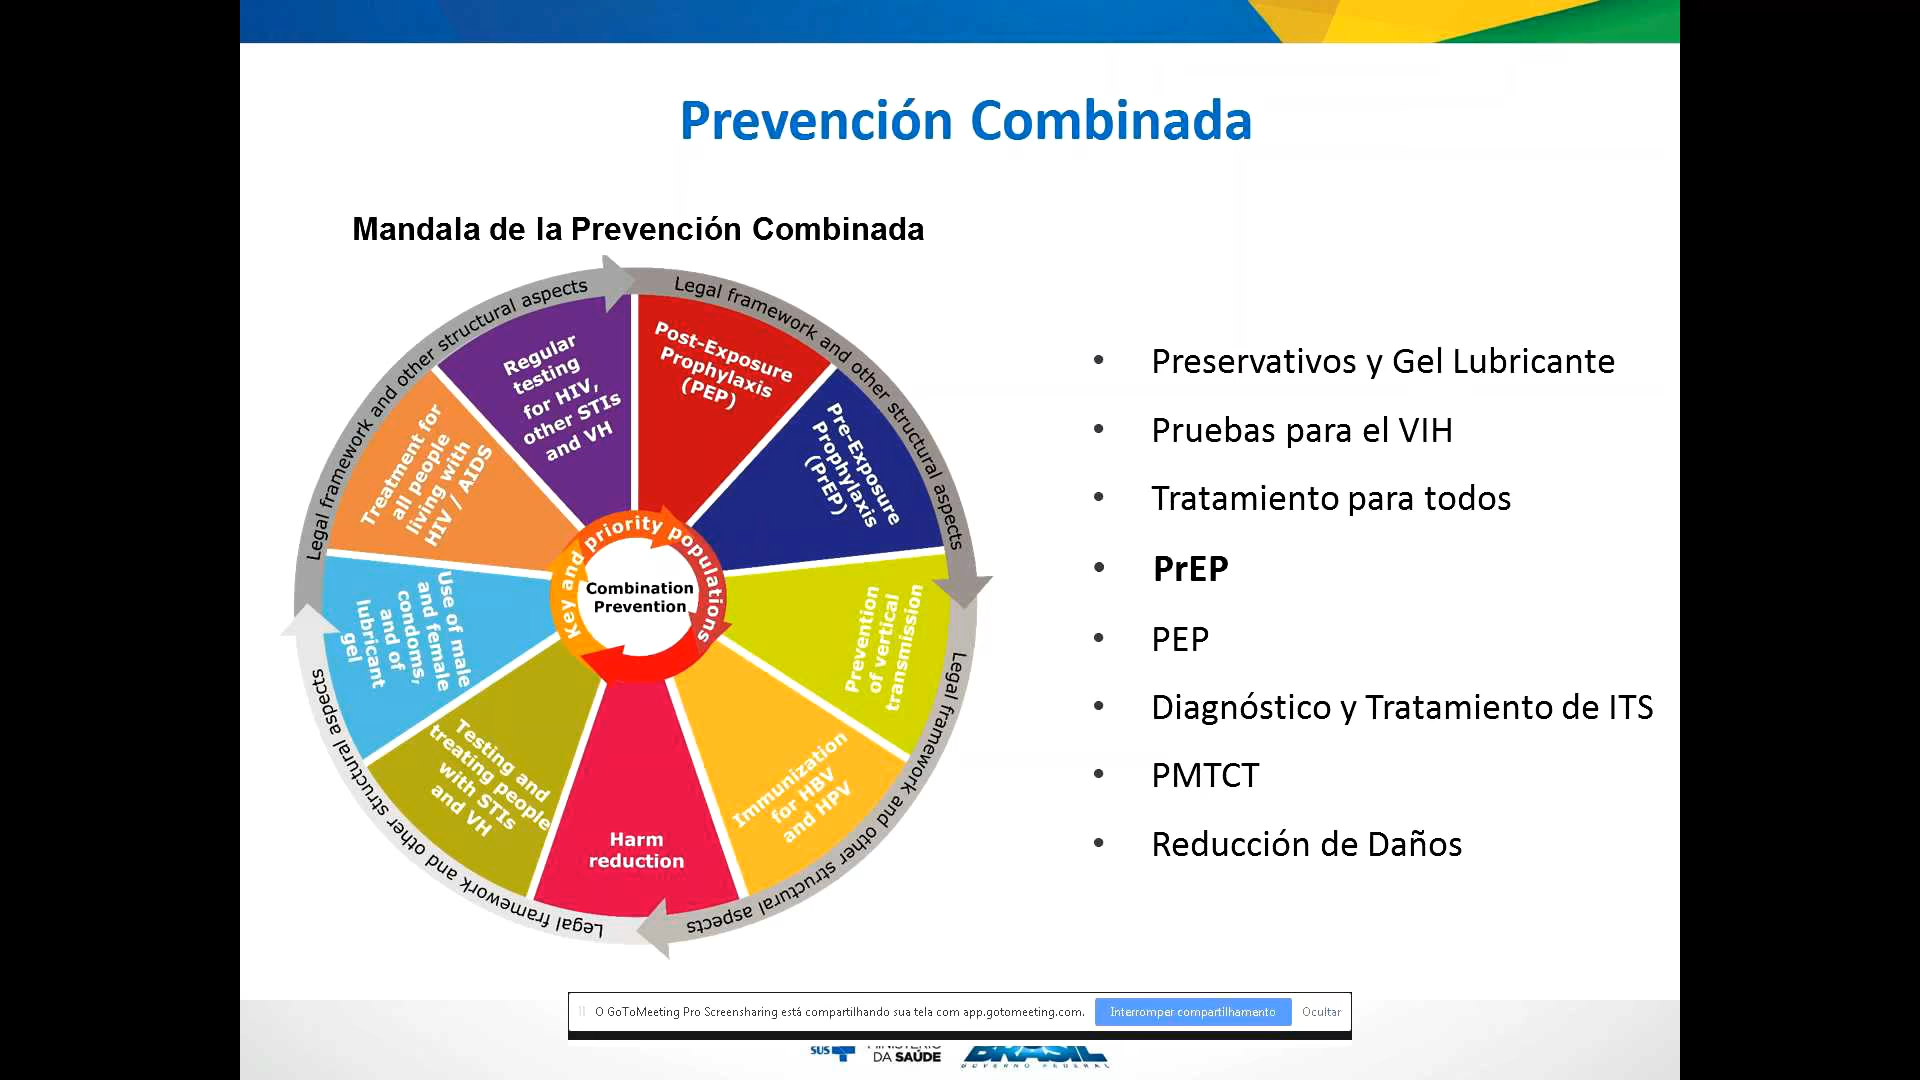 Prevención Combinada
Mandala de la Prevención Combinada
Legal framework and other structural aspects
Legal framework and other structural aspects
Legal framework and other structural aspects
Legal framework and other structural aspects
Post-Exposure
Prophylaxis
(PEP)
Pre-Exposure
Prophylaxis
(PrEP)
Prevention
of vertical
transmission
Immunization
for HBV
and HPV
Harm
reduction
Testing and
treating people
with STIs
and VH
Use of male
and female
condoms,
and of
lubricant
gel
Treatment for
all people
living with
HIV / AIDS
Regular
testing
for HIV,
other STIs
and VH
Key and priority populations
Combination
Prevention
• Preservativos y Gel Lubricante
• Pruebas para el VIH
• Tratamiento para todos
• PrEP
• PEP
• Diagnóstico y Tratamiento de ITS
• PMTCT
• Reducción de Daños
O GoToMeeting Pro Screensharing está compartilhando sua tela com app.gotomeeting.com.
Interromper compartilhamento
Ocultar
SUS
MINISTÉRIO
DA SAÚDE
BRASIL
GOVERNO FEDERAL